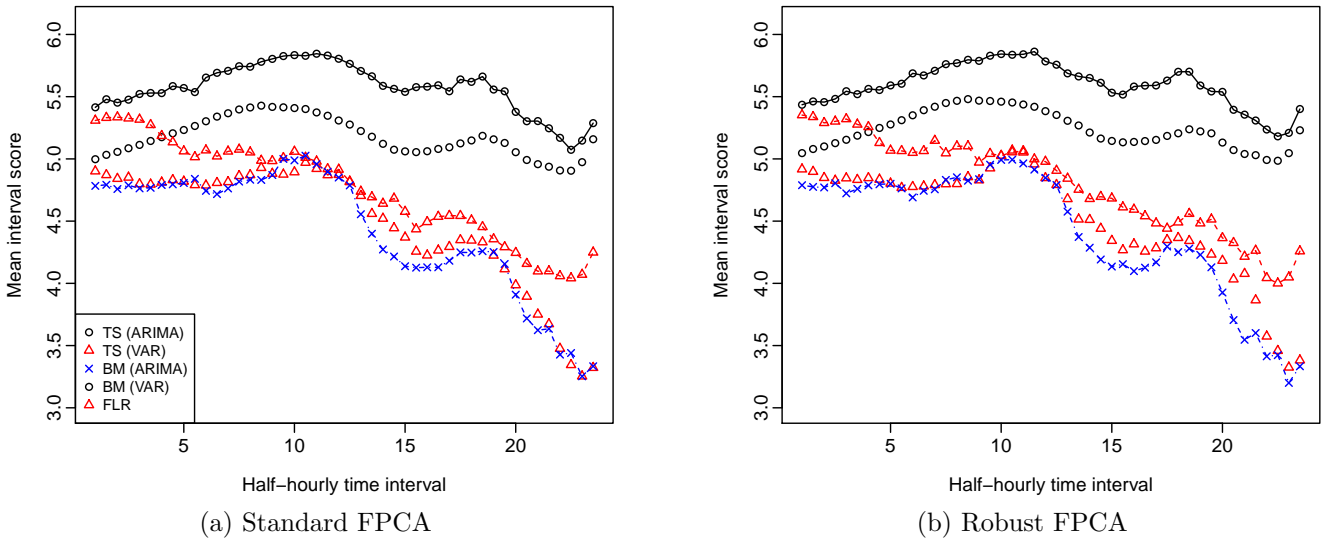 Mean interval score
6.0
5.5
5.0
4.5
4.0
3.5
3.0
TS (ARIMA)
TS (VAR)
BM (ARIMA)
BM (VAR)
FLR
5 10 15 20
Half−hourly time interval
(a) Standard FPCA
Mean interval score
6.0
5.5
5.0
4.5
4.0
3.5
3.0
5 10 15 20
Half−hourly time interval
(b) Robust FPCA